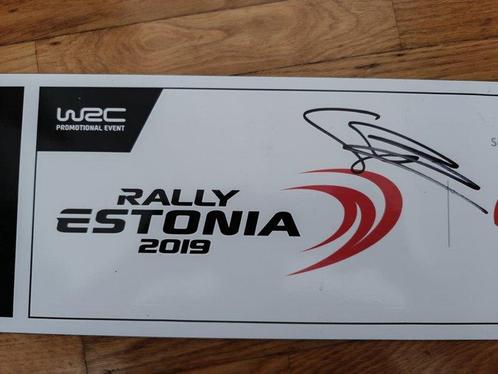 WRC
PROMOTIONAL EVENT
S
RALLY
ESTONIA
2019